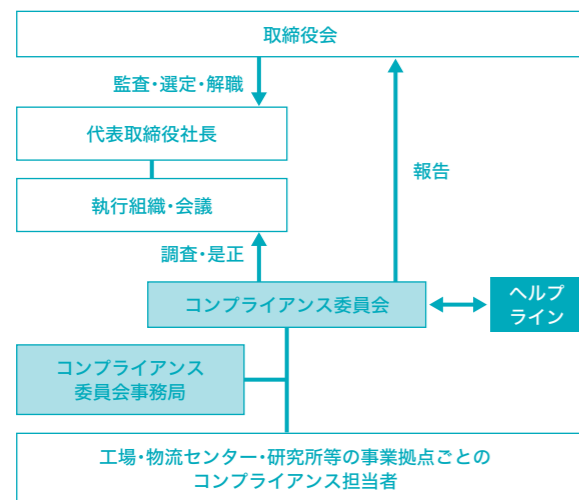 取締役会
監査・選定・解職
代表取締役社長
報告
執行組織・会議
調査・是正
コンプライアンス委員会
ヘルプ
ライン
コンプライアンス
委員会事務局
工場・物流センター・研究所等の事業拠点ごとの
コンプライアンス担当者